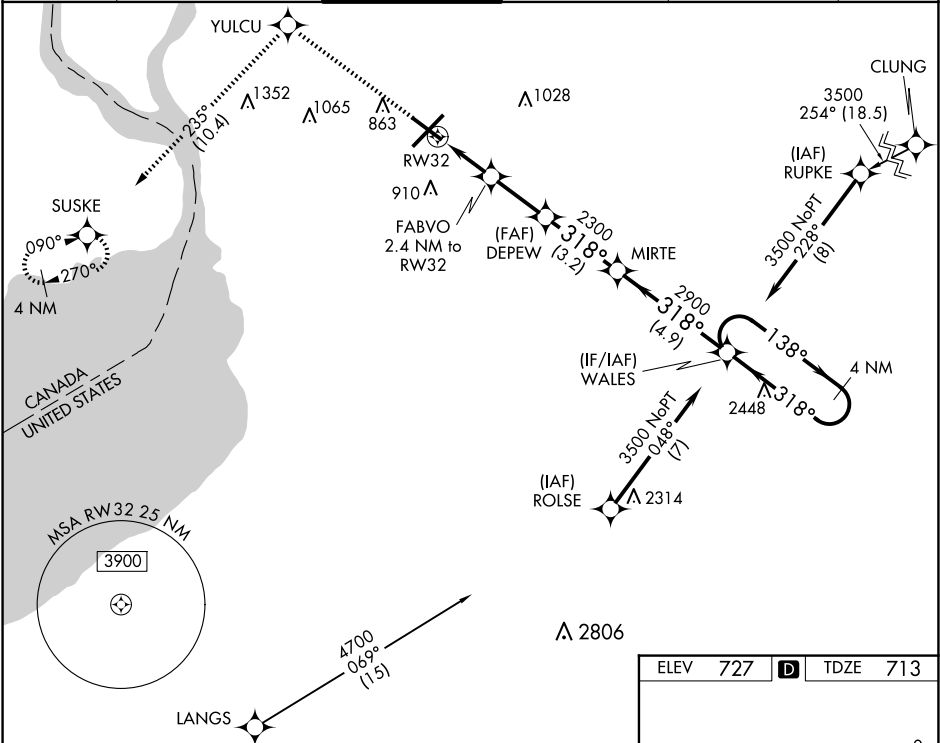 YULCU
CLUNG
1352
1065
863
1028
3500
254° (18.5)
235°
(10.4)
RW32
(IAF)
RUPKE
910
FABVO
2.4 NM to
RW32
(FAF)
DEPEW
2300
318°
(3.2)
MIRTE
3500 NoPT
228°
(8)
SUSKE
090°
270°
4 NM
2900
318°
(4.9)
(IF/IAF)
WALES
138°
4 NM
318°
2448
CANADA
UNITED STATES
3500 NoPT
048°
(7)
(IAF)
ROLSE
2314
MSA RW32 25 NM
3900
2806
4700
069°
(15)
LANGS
ELEV 727 D TDZE 713